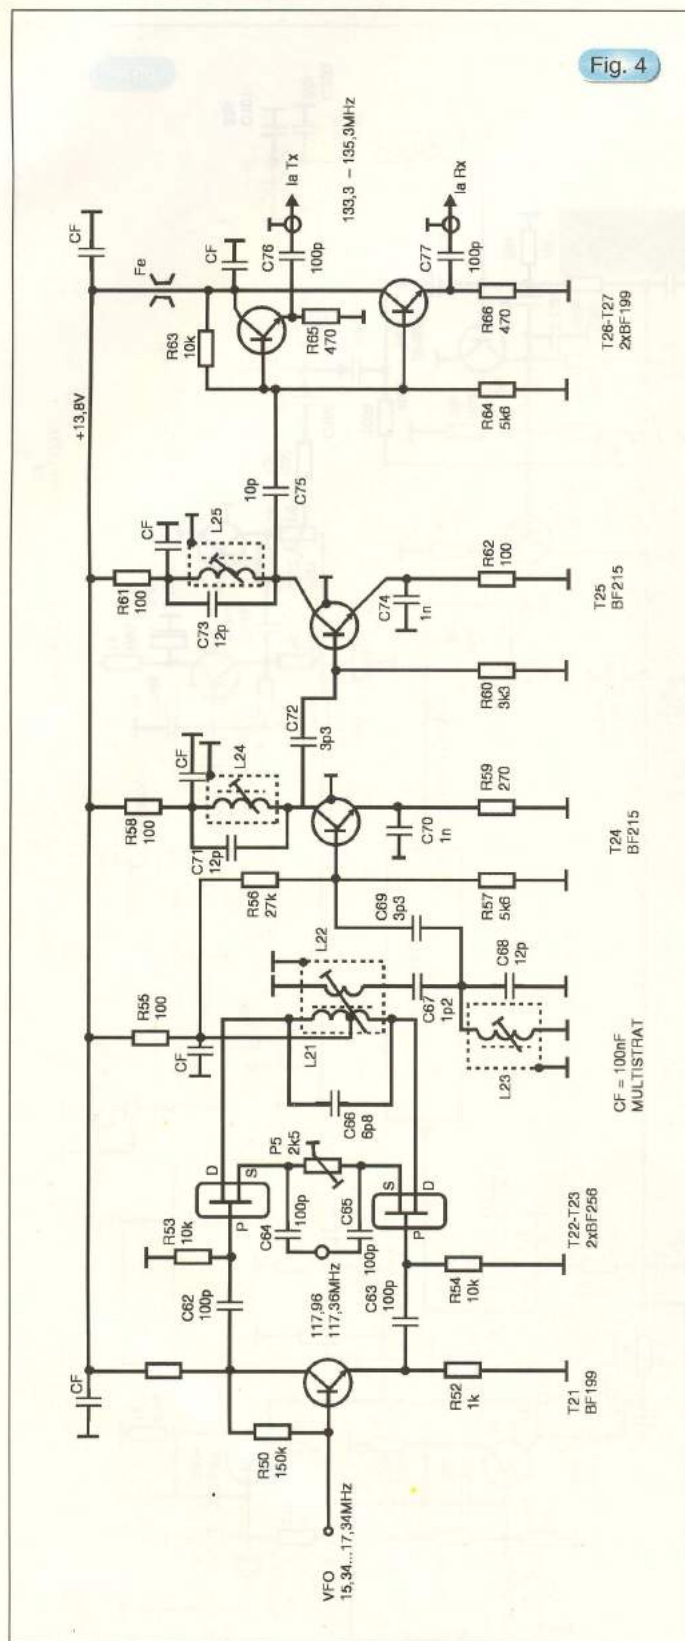 Fig. 4
VFO
15,34...17,34MHz
R50
150k
CF
T21
BF199
R52
1k
C62
100p
R53
10k
C63
100p
R54
10k
117,96
117,36MHz
C64
100p
C65
100p
P5
2k5
D
S
P
S
D
P
T22-T23
2xBF256
C66
6p8
L21
L22
CF
R55
100
C67
1p2
L23
C68
12p
CF = 100nF
MULTISTRAT
C69
3p3
R56
27k
R57
5k6
R58
100
C71
12p
CF
L24
C70
1n
R59
270
T24
BF215
C72
3p3
R60
3k3
R61
100
C73
12p
CF
L25
C74
1n
R62
100
T25
BF215
10p
C75
+13,8V
R63
10k
R64
5k6
Fe
CF
CF
C76
100p
R65
470
la Tx
133,3 – 135,3MHz
C77
100p
la Rx
R66
470
T26-T27
2xBF199